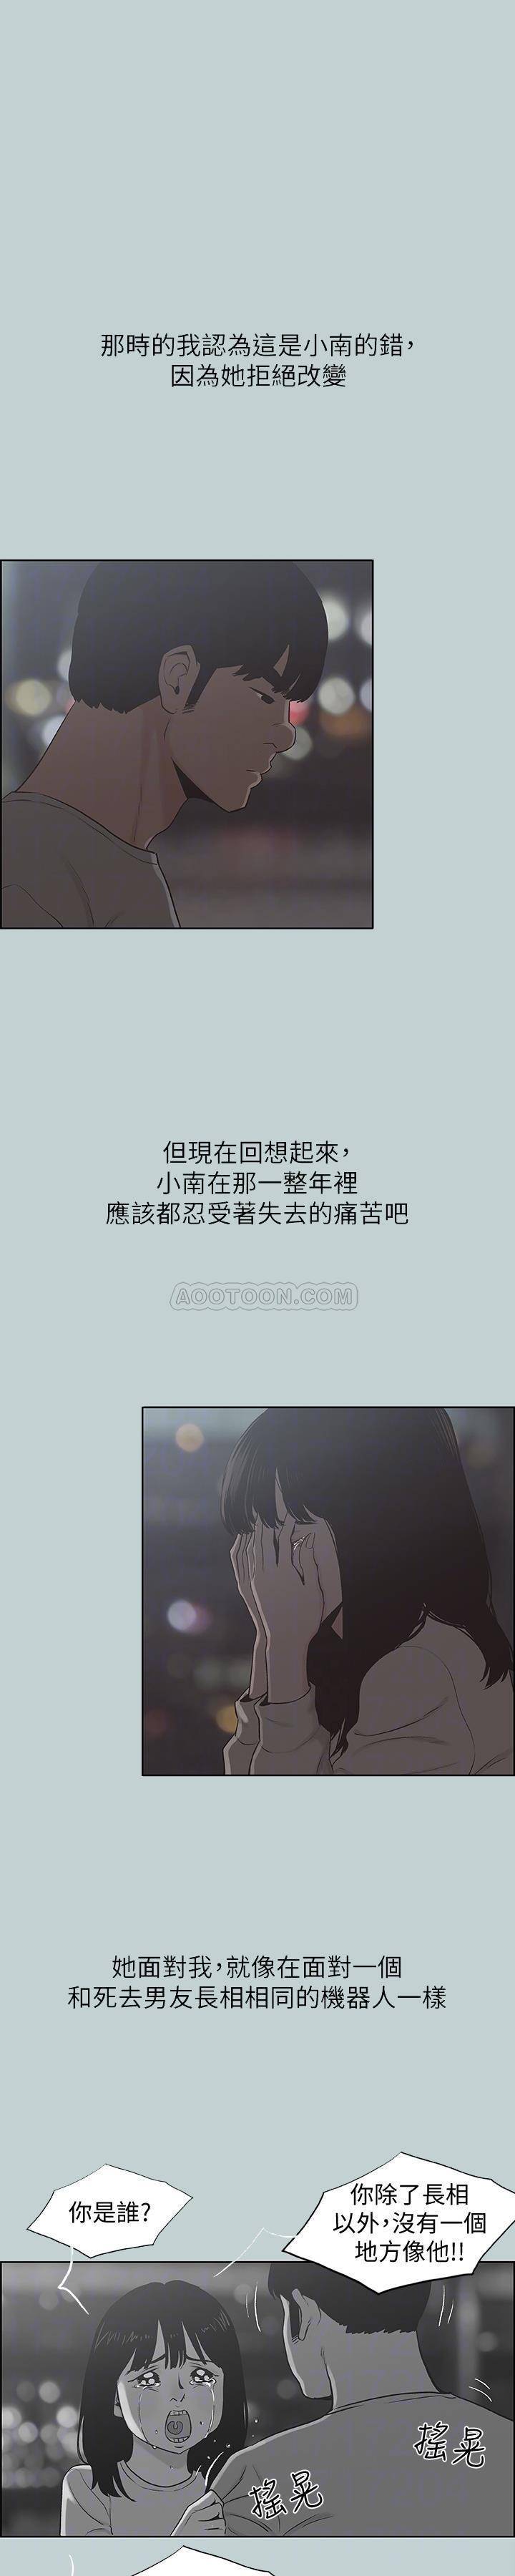 那時的我認為這是小南的錯，
因為她拒絕改變
但現在回想起來，
小南在那一整年裡
應該都忍受著失去的痛苦吧
AOOTOON.COM
她面對我，就像在面對一個
和死去男友長相相同的機器人一樣
你是誰？
你除了長相
以外，沒有一個
地方像他!!
搖晃
搖晃